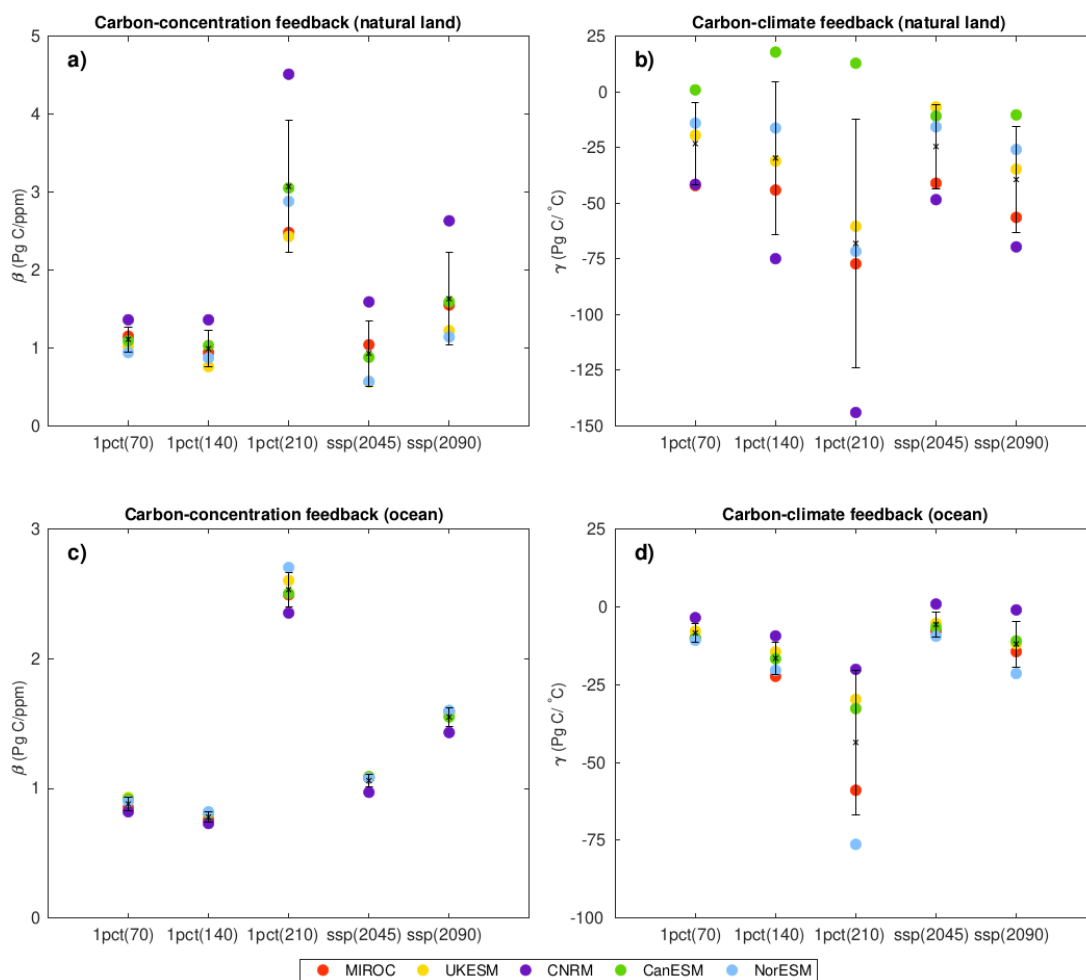 Carbon-concentration feedback (natural land)
a)
β (Pg C/ppm)
5
4
3
2
1
0
1pct(70) 1pct(140) 1pct(210) ssp(2045) ssp(2090)
Carbon-climate feedback (natural land)
b)
γ (Pg C/ °C)
25
0
-25
-50
-75
-100
-125
-150
1pct(70) 1pct(140) 1pct(210) ssp(2045) ssp(2090)
Carbon-concentration feedback (ocean)
c)
β (Pg C/ppm)
3
2
1
0
1pct(70) 1pct(140) 1pct(210) ssp(2045) ssp(2090)
Carbon-climate feedback (ocean)
d)
γ (Pg C/ °C)
25
0
-25
-50
-75
-100
1pct(70) 1pct(140) 1pct(210) ssp(2045) ssp(2090)
MIROC UKESM CNRM CanESM NorESM